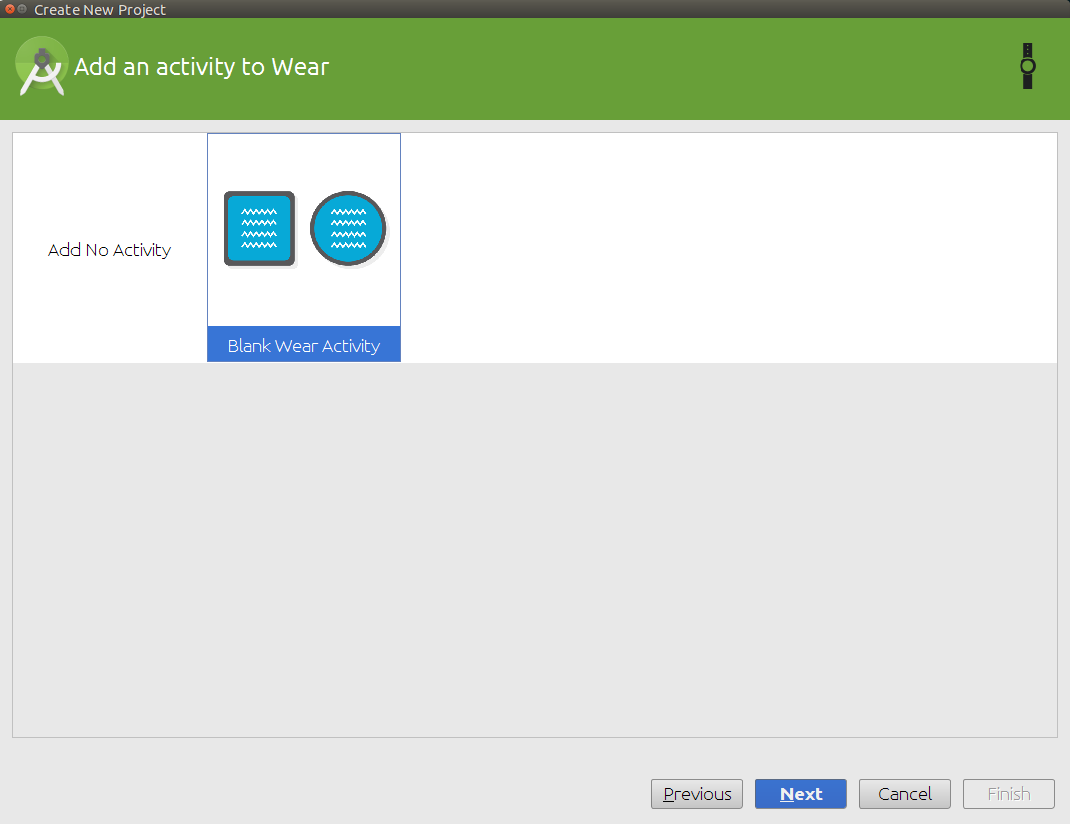 Create New Project
Add an activity to Wear
Add No Activity
Blank Wear Activity
Previous
Next
Cancel
Finish